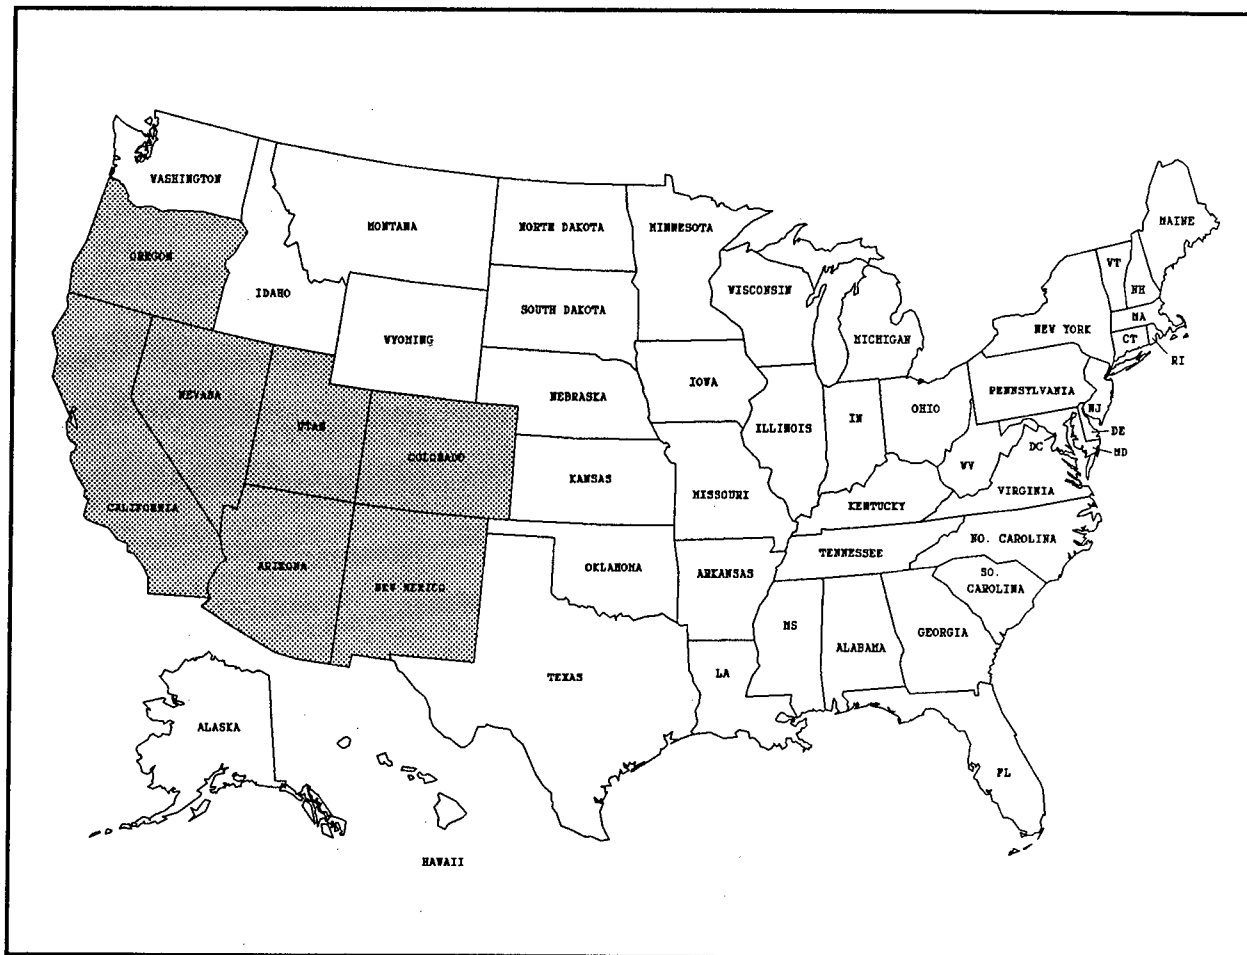 WASHINGTON
MONTANA
NORTH DAKOTA
MINNESOTA
MAINE
OREGON
IDAHO
SOUTH DAKOTA
WISCONSIN
MICHIGAN
VT
NH
MA
NEW YORK
CT
RI
WYOMING
NEVADA
UTAH
COLORADO
NEBRASKA
IOWA
ILLINOIS
IN
OHIO
PENNSYLVANIA
NJ
DE
MD
DC
WV
VIRGINIA
CALIFORNIA
KANSAS
MISSOURI
KENTUCKY
ARIZONA
NEW MEXICO
OKLAHOMA
ARKANSAS
TENNESSEE
NO. CAROLINA
SO.
CAROLINA
TEXAS
LA
MS
ALABAMA
GEORGIA
FL
ALASKA
HAWAII